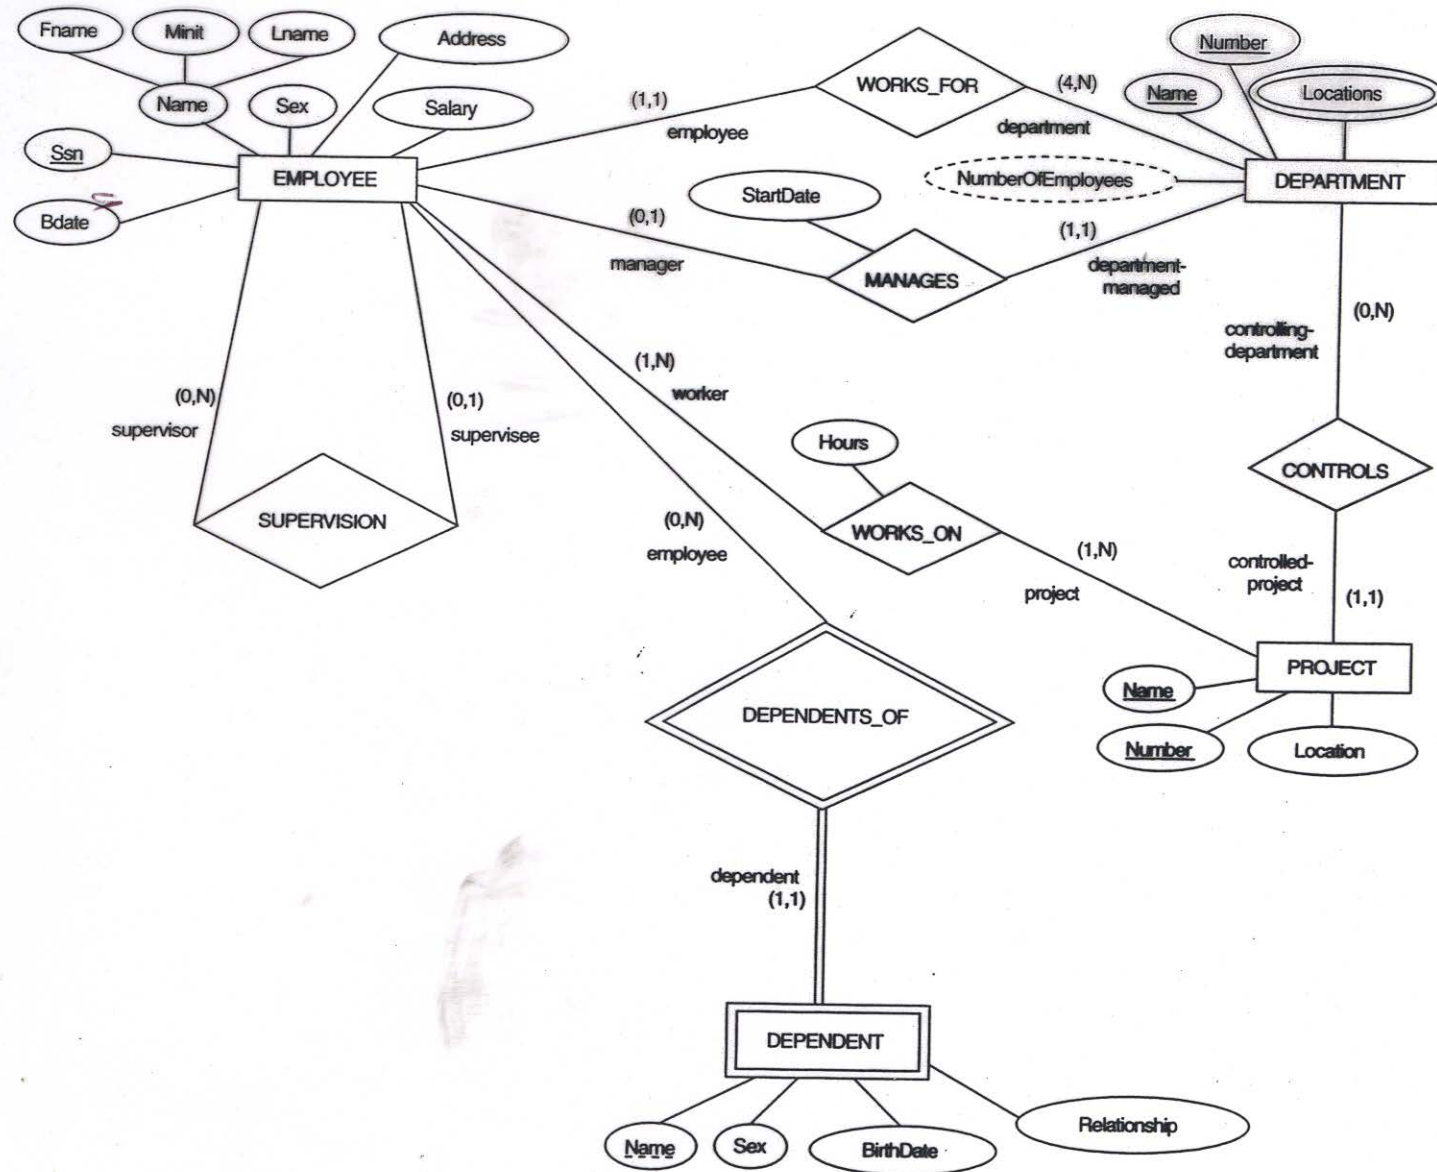 Fname
Minit
Lname
Address
Name
Sex
Salary
Ssn
Bdate
EMPLOYEE
(1,1)
employee
WORKS_FOR
(4,N)
department
Number
Name
Locations
NumberOfEmployees
DEPARTMENT
StartDate
(0,1)
manager
MANAGES
(1,1)
department-
managed
(0,N)
controlling-
department
(0,N)
supervisor
(0,1)
supervisee
SUPERVISION
(1,N)
worker
Hours
WORKS_ON
(1,N)
project
CONTROLS
controlled-
project
(1,1)
(0,N)
employee
PROJECT
Name
Number
Location
DEPENDENTS_OF
dependent
(1,1)
DEPENDENT
Name
Sex
BirthDate
Relationship